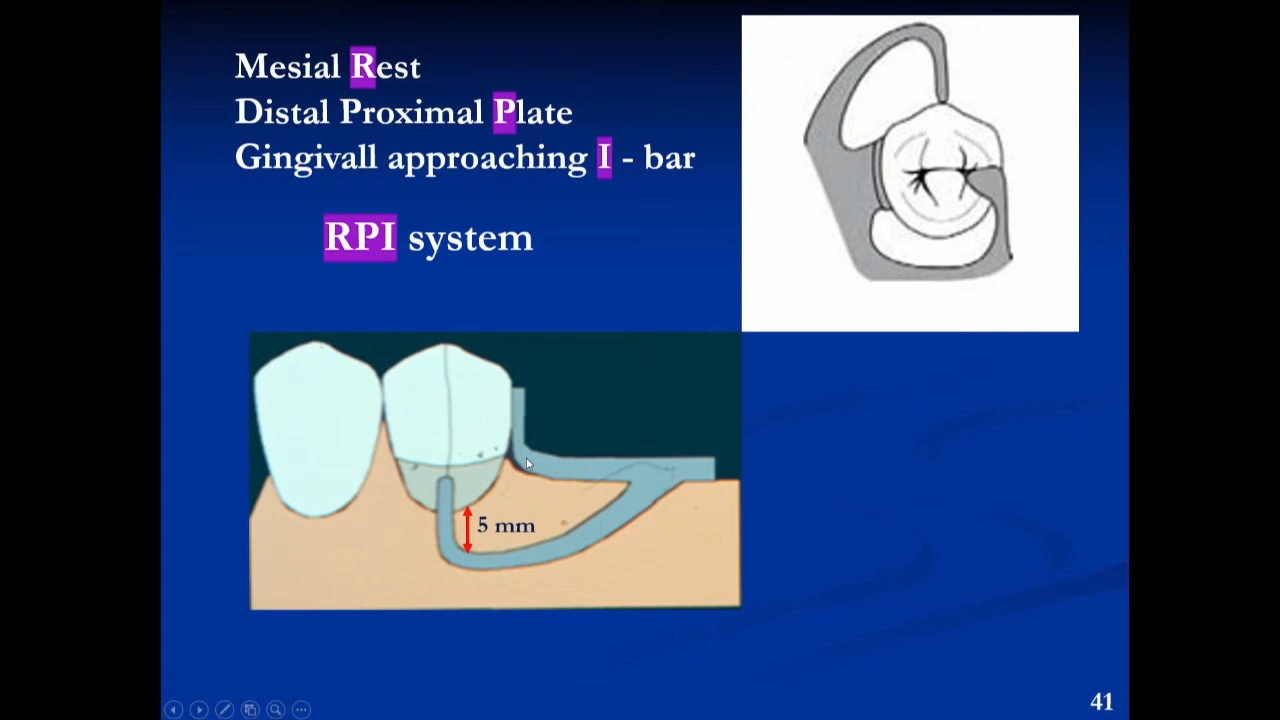 Mesial Rest
Distal Proximal Plate
Gingivall approaching I - bar
RPI system
5 mm
41